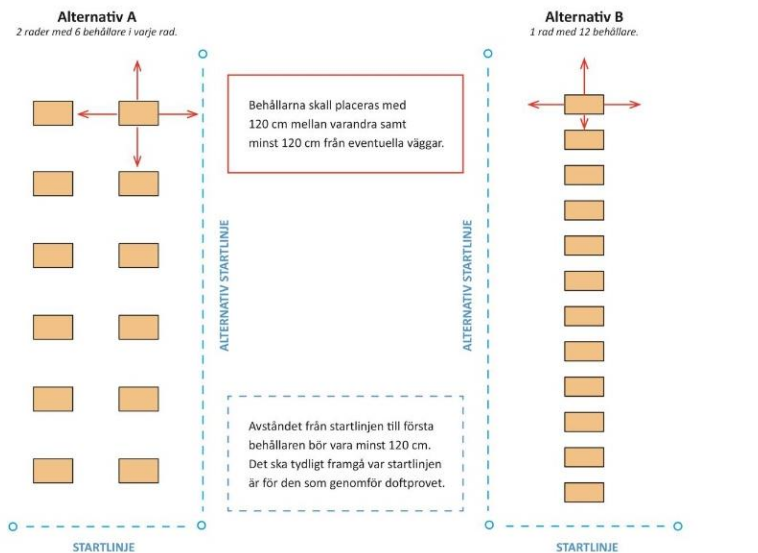 Alternativ A
2 rader med 6 behållare i varje rad.
Alternativ B
1 rad med 12 behållare.
Behållarna skall placeras med
120 cm mellan varandra samt
minst 120 cm från eventuella väggar.
ALTERNATIV STARTLINJE
ALTERNATIV STARTLINJE
Avståndet från startlinjen till första
behållaren bör vara minst 120 cm.
Det ska tydligt framgå var startlinjen
är för den som genomför doftprovet.
STARTLINJE
STARTLINJE